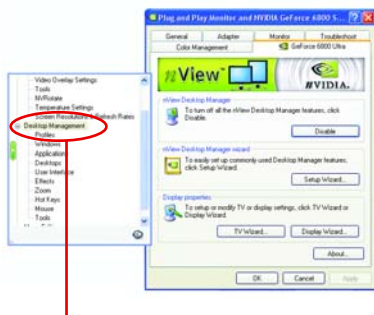 Plug and Play Monitor and NVIDIA GeForce 6800 S...
General Adapter Monitor Troubleshoot
Color Management GeForce 6800 Ultra
nView™
NVIDIA.
Video Overlay Settings
Tools
NVRotate
Temperature Settings
Screen Resolutions & Refresh Rates
Desktop Management
Profiles
Windows
Application
Desktops
User Interface
Effects
Zoom
Hot Keys
Mouse
Tools
nView Desktop Manager
To turn off all the nView Desktop Manager features, click
Disable.
Disable
nView Desktop Manager wizard
To easily set up commonly-used Desktop Manager features,
click Setup Wizard.
Setup Wizard...
Display properties
To setup or modify TV or display settings, click TV Wizard or
Display Wizard.
TV Wizard... Display Wizard...
About...
OK Cancel Apply